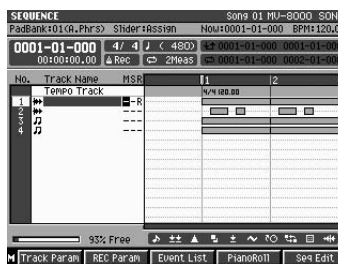 SEQUENCE Song 01 MV-8000 SON
PadBank:01(A.Phrs) Slider:Assign Now:0001-01-000 BPM:120.0
0001-01-000 4/ 4 ♩ ( 480) 0001-01-000 0001-01-000
00:00:00.00 Rec 2Meas 0001-01-000 0002-01-000
No. Track Name MSR 1 2
Tempo Track 4/4 120.00
1 -R
2 --
3 --
4 --
93% Free
M Track Param REC Param Event List PianoRoll Seq Edit